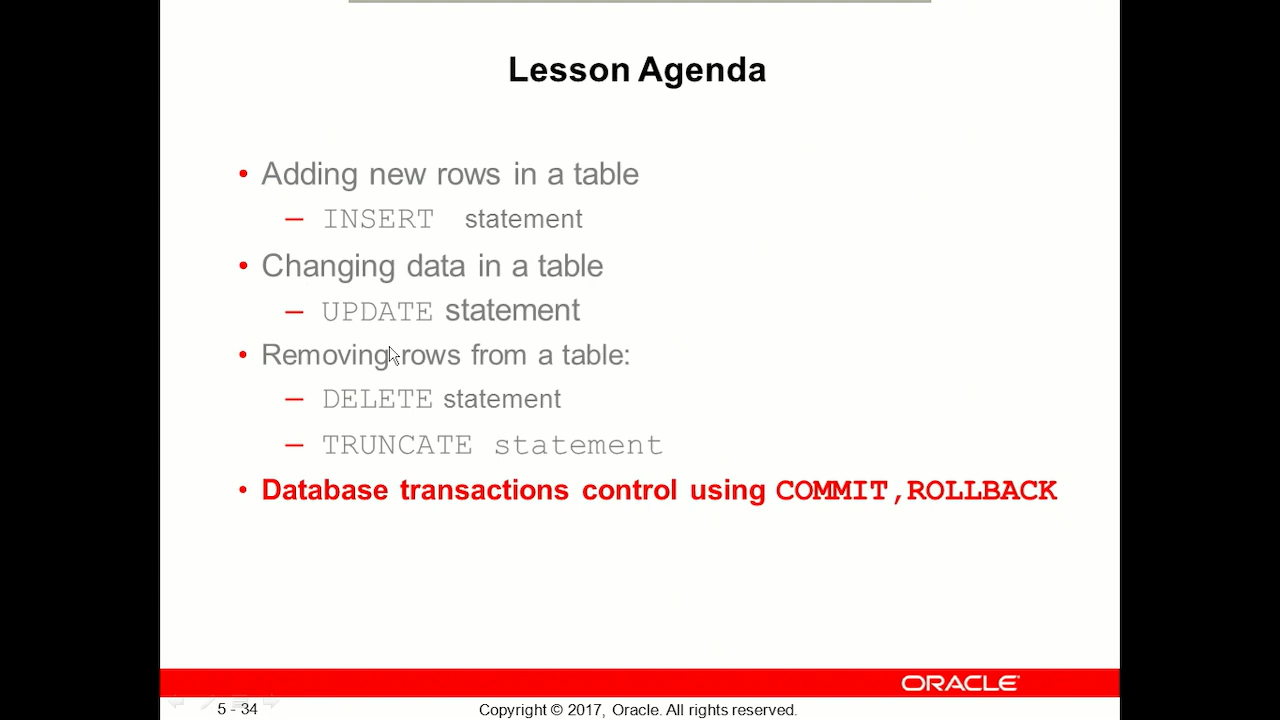 Lesson Agenda
• Adding new rows in a table
– INSERT statement
• Changing data in a table
– UPDATE statement
• Removing rows from a table:
– DELETE statement
– TRUNCATE statement
• Database transactions control using COMMIT,ROLLBACK
ORACLE
5 - 34
Copyright © 2017, Oracle. All rights reserved.